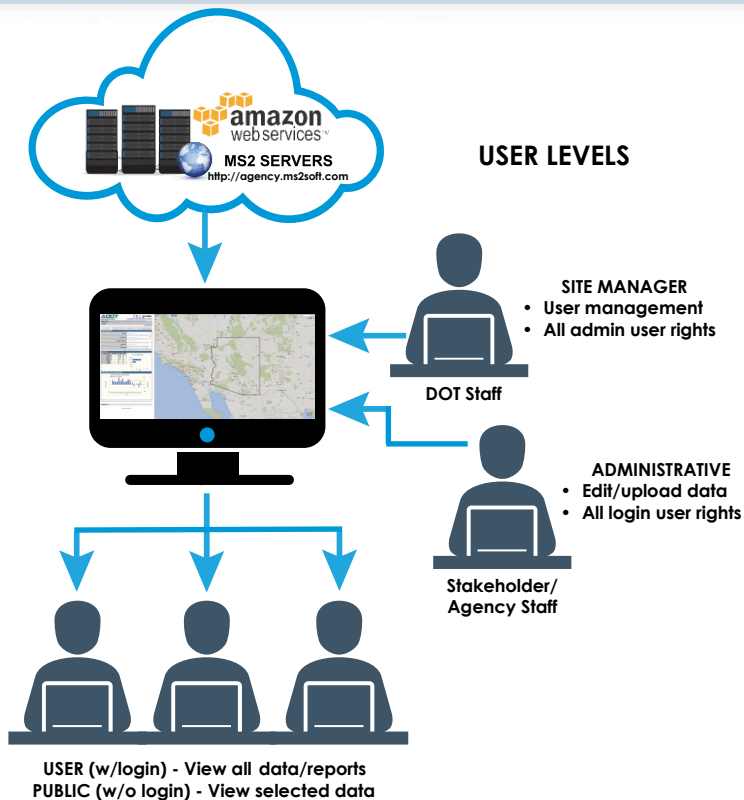 amazon
web services™
MS2 SERVERS
http://agency.ms2soft.com
USER LEVELS
SITE MANAGER
• User management
• All admin user rights
DOT Staff
ADMINISTRATIVE
• Edit/upload data
• All login user rights
Stakeholder/
Agency Staff
USER (w/login) - View all data/reports
PUBLIC (w/o login) - View selected data